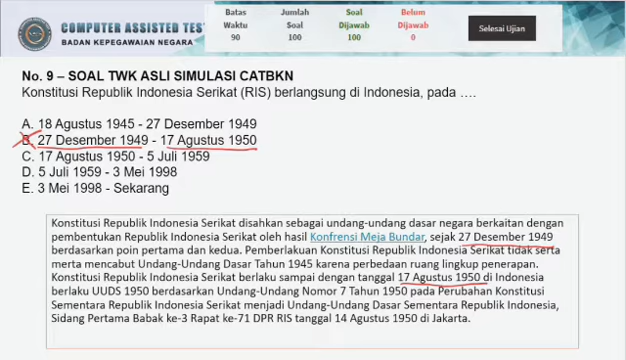 COMPUTER ASSISTED TEST
BADAN KEPEGAWAIAN NEGARA
Batas Waktu
90
Jumlah Soal
100
Soal Dijawab
100
Belum Dijawab
0
Selesai Ujian
No. 9 – SOAL TWK ASLI SIMULASI CATBKN
Konstitusi Republik Indonesia Serikat (RIS) berlangsung di Indonesia, pada ....
A. 18 Agustus 1945 - 27 Desember 1949
B. 27 Desember 1949 - 17 Agustus 1950
C. 17 Agustus 1950 - 5 Juli 1959
D. 5 Juli 1959 - 3 Mei 1998
E. 3 Mei 1998 - Sekarang
Konstitusi Republik Indonesia Serikat disahkan sebagai undang-undang dasar negara berkaitan dengan
pembentukan Republik Indonesia Serikat oleh hasil Konfrensi Meja Bundar, sejak 27 Desember 1949
berdasarkan poin pertama dan kedua. Pemberlakuan Konstitusi Republik Indonesia Serikat tidak serta
merta mencabut Undang-Undang Dasar Tahun 1945 karena perbedaan ruang lingkup penerapan.
Konstitusi Republik Indonesia Serikat berlaku sampai dengan tanggal 17 Agustus 1950 di Indonesia
berlaku UUDS 1950 berdasarkan Undang-Undang Nomor 7 Tahun 1950 pada Perubahan Konstitusi
Sementara Republik Indonesia Serikat menjadi Undang-Undang Dasar Sementara Republik Indonesia,
Sidang Pertama Babak ke-3 Rapat ke-71 DPR RIS tanggal 14 Agustus 1950 di Jakarta.